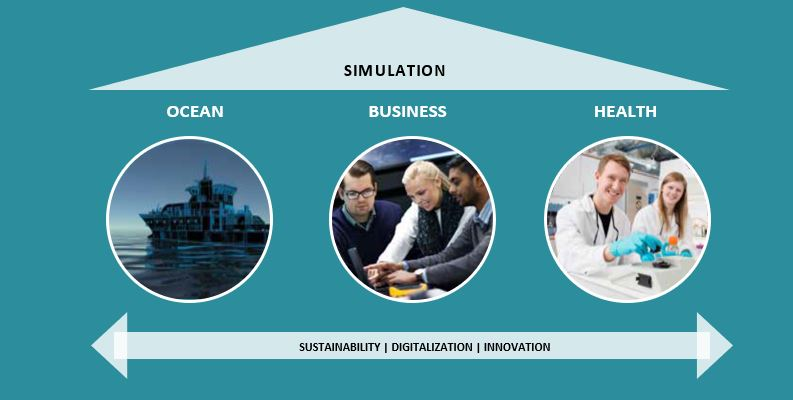 SIMULATION
OCEAN
BUSINESS
HEALTH
SUSTAINABILITY | DIGITALIZATION | INNOVATION